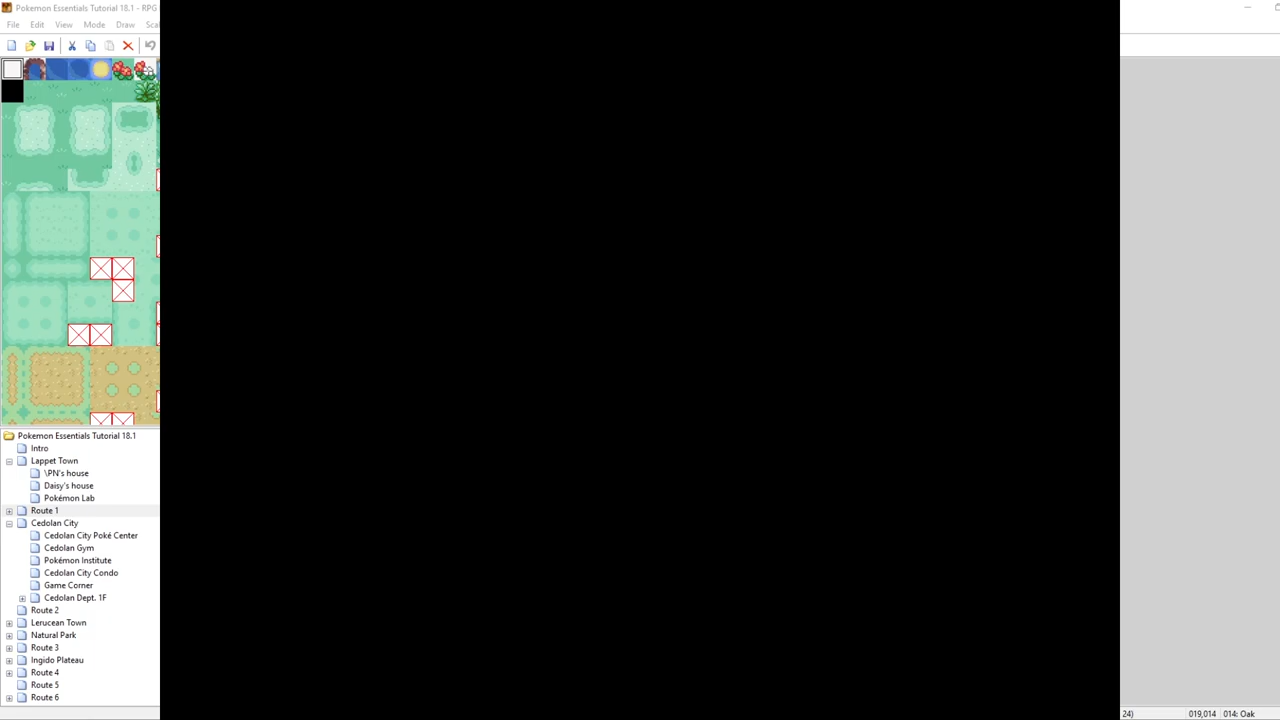 Pokemon Essentials Tutorial 18.1 - RPG
File Edit View Mode Draw Sca
Pokemon Essentials Tutorial 18.1
Intro
Lappet Town
\PN's house
Daisy's house
Pokémon Lab
Route 1
Cedolan City
Cedolan City Poké Center
Cedolan Gym
Pokémon Institute
Cedolan City Condo
Game Corner
Cedolan Dept. 1F
Route 2
Lerucean Town
Natural Park
Route 3
Ingido Plateau
Route 4
Route 5
Route 6
24) 019,014 014: Oak